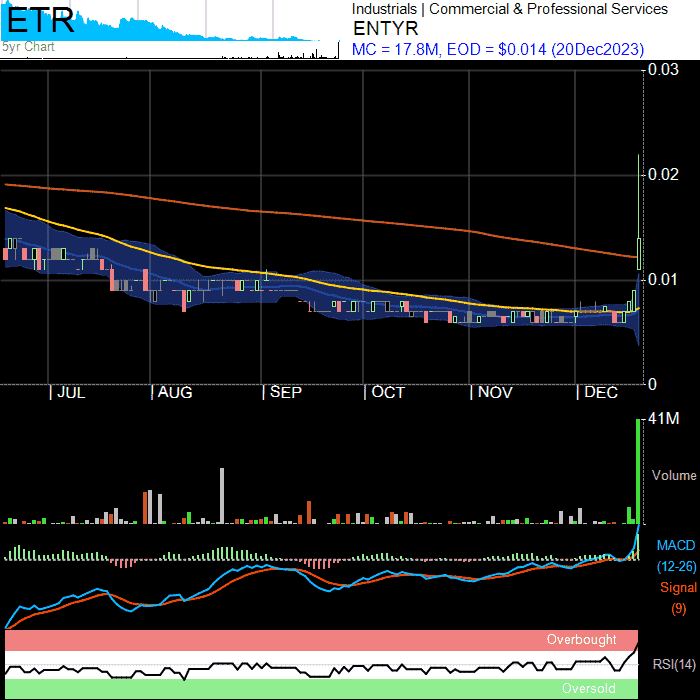 ETR
5yr Chart
Industrials | Commercial & Professional Services
ENTYR
MC = 17.8M, EOD = $0.014 (20Dec2023)
0.03
0.02
0.01
0
JUL AUG SEP OCT NOV DEC
41M
Volume
MACD
(12-26)
Signal
(9)
Overbought
RSI(14)
Oversold